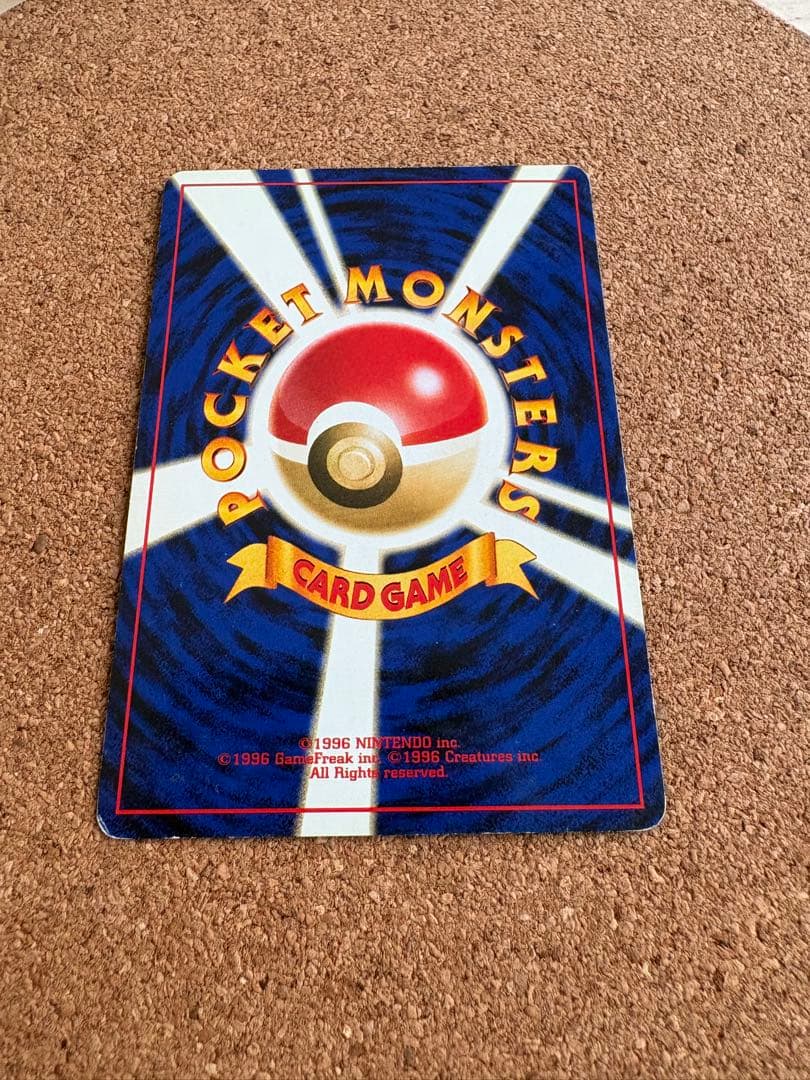 POCKET MONSTERS
CARD GAME
©1996 NINTENDO inc.
©1996 GameFreak inc. ©1996 Creatures inc.
All Rights reserved.